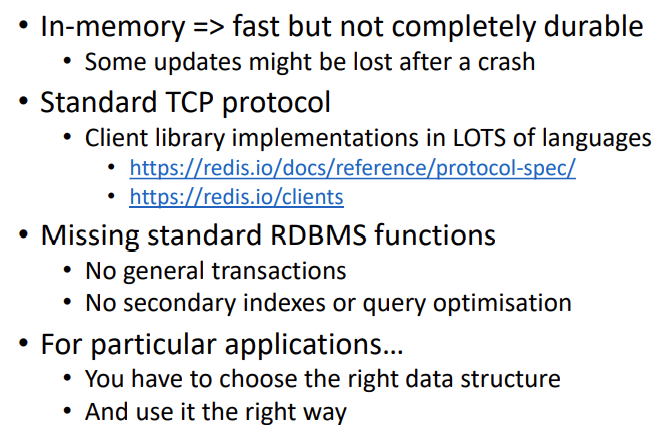 • In-memory => fast but not completely durable
• Some updates might be lost after a crash
• Standard TCP protocol
• Client library implementations in LOTS of languages
• https://redis.io/docs/reference/protocol-spec/
• https://redis.io/clients
• Missing standard RDBMS functions
• No general transactions
• No secondary indexes or query optimisation
• For particular applications…
• You have to choose the right data structure
• And use it the right way